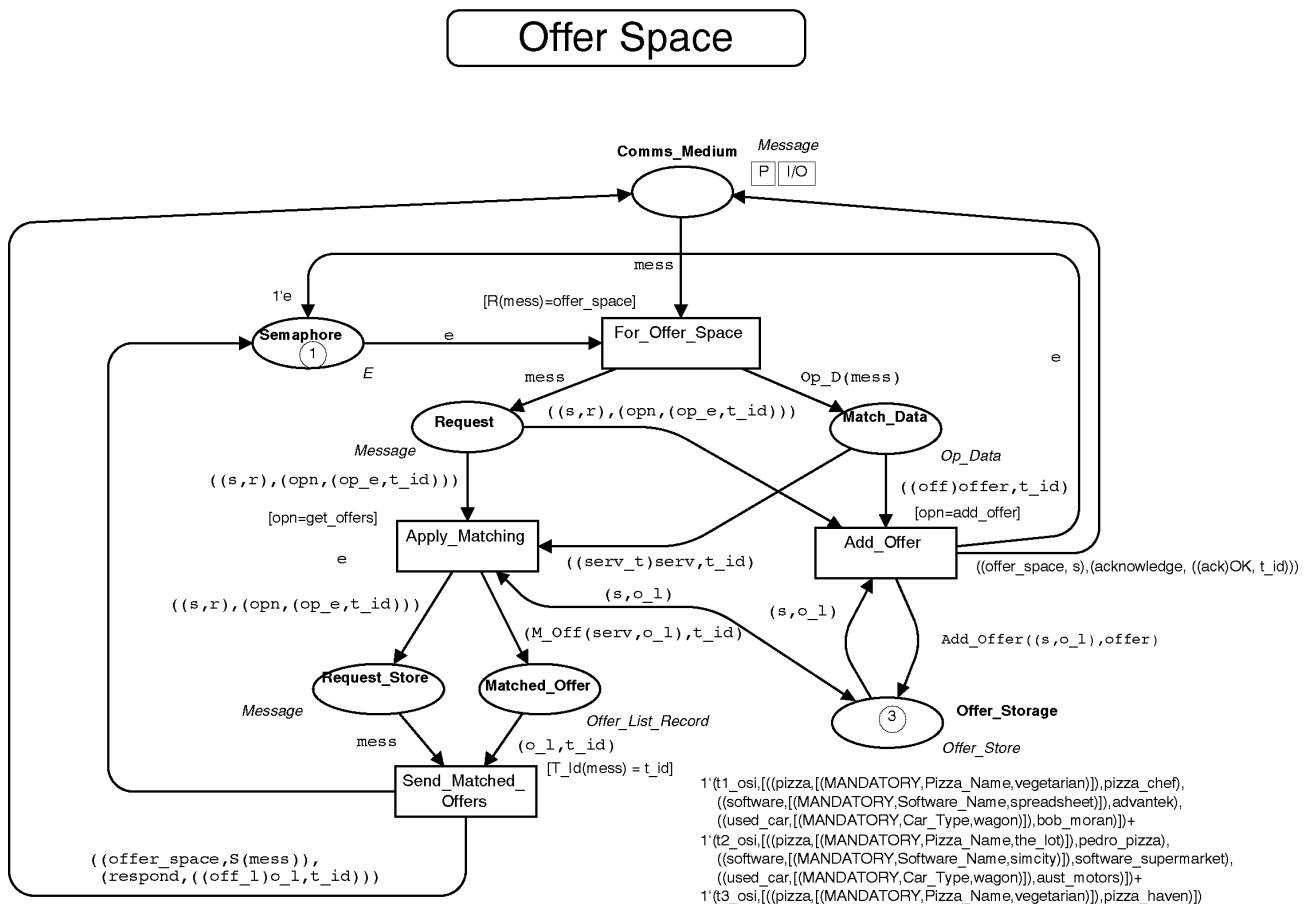 Offer Space
Message
Comms_Medium
P I/O
mess
1`e
[R(mess)=offer_space]
Semaphore
1
E
e
For_Offer_Space
e
mess
Op_D(mess)
Request
((s,r),(opn,(op_e,t_id)))
Match_Data
Message
Op_Data
((s,r),(opn,(op_e,t_id)))
((off)offer,t_id)
[opn=get_offers]
[opn=add_offer]
Apply_Matching
Add_Offer
e
((serv_t)serv,t_id)
((offer_space, s),(acknowledge, ((ack)OK, t_id)))
((s,r),(opn,(op_e,t_id)))
(s,o_l)
(s,o_l)
(M_Off(serv,o_l),t_id)
Add_Offer((s,o_l),offer)
Request_Store
Matched_Offer
Message
Offer_List_Record
3
Offer_Storage
Offer_Store
mess
(o_l,t_id)
[T_Id(mess) = t_id]
Send_Matched_
Offers
1`(t1_osi,[((pizza,[(MANDATORY,Pizza_Name,vegetarian)]),pizza_chef),
((software,[(MANDATORY,Software_Name,spreadsheet)]),advantek),
((used_car,[(MANDATORY,Car_Type,wagon)]),bob_moran)])+
1`(t2_osi,[((pizza,[(MANDATORY,Pizza_Name,the_lot)]),pedro_pizza),
((software,[(MANDATORY,Software_Name,simcity)]),software_supermarket),
((used_car,[(MANDATORY,Car_Type,wagon)]),aust_motors)])+
1`(t3_osi,[((pizza,[(MANDATORY,Pizza_Name,vegetarian)]),pizza_haven)])
((offer_space,S(mess)),
(respond,((off_l)o_l,t_id)))